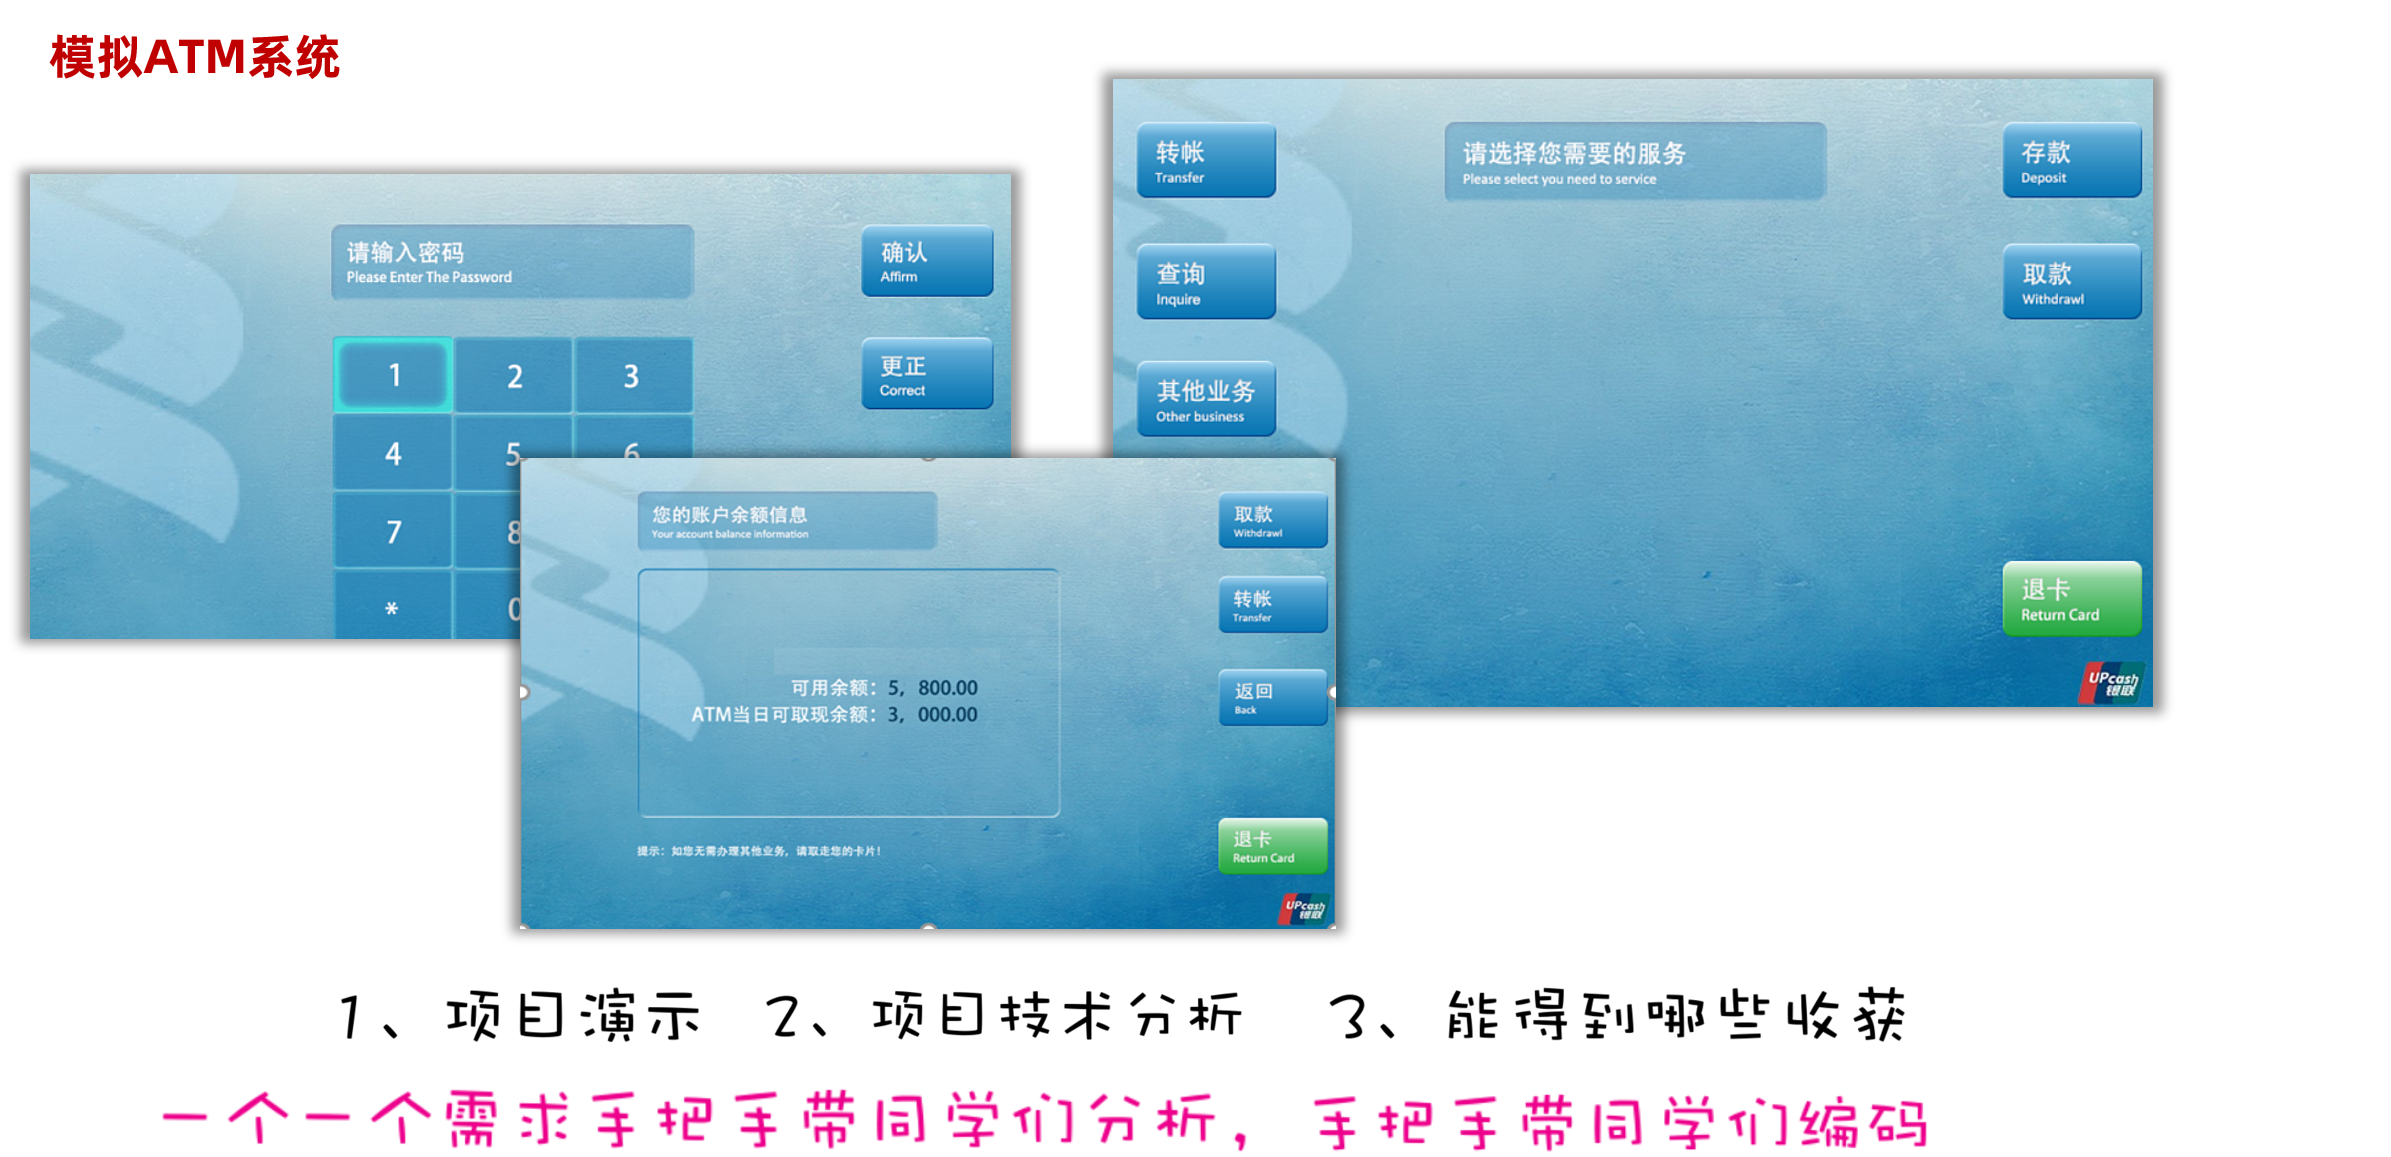 模拟ATM系统
请输入密码
Please Enter The Password
确认
Affirm
更正
Correct
1 2 3
4 5 6
7 8
* 0
转帐
Transfer
请选择您需要的服务
Please select you need to service
存款
Deposit
查询
Inquire
取款
Withdrawl
其他业务
Other business
退卡
Return Card
UPcash
银联
您的账户余额信息
Your account balance information
取款
Withdrawl
转帐
Transfer
可用余额：5，800.00
ATM当日可取现余额：3，000.00
返回
Back
提示：如您无需办理其他业务，请取走您的卡片！
退卡
Return Card
UPcash
银联
1、项目演示 2、项目技术分析 3、能得到哪些收获
一个一个需求手把手带同学们分析，手把手带同学们编码